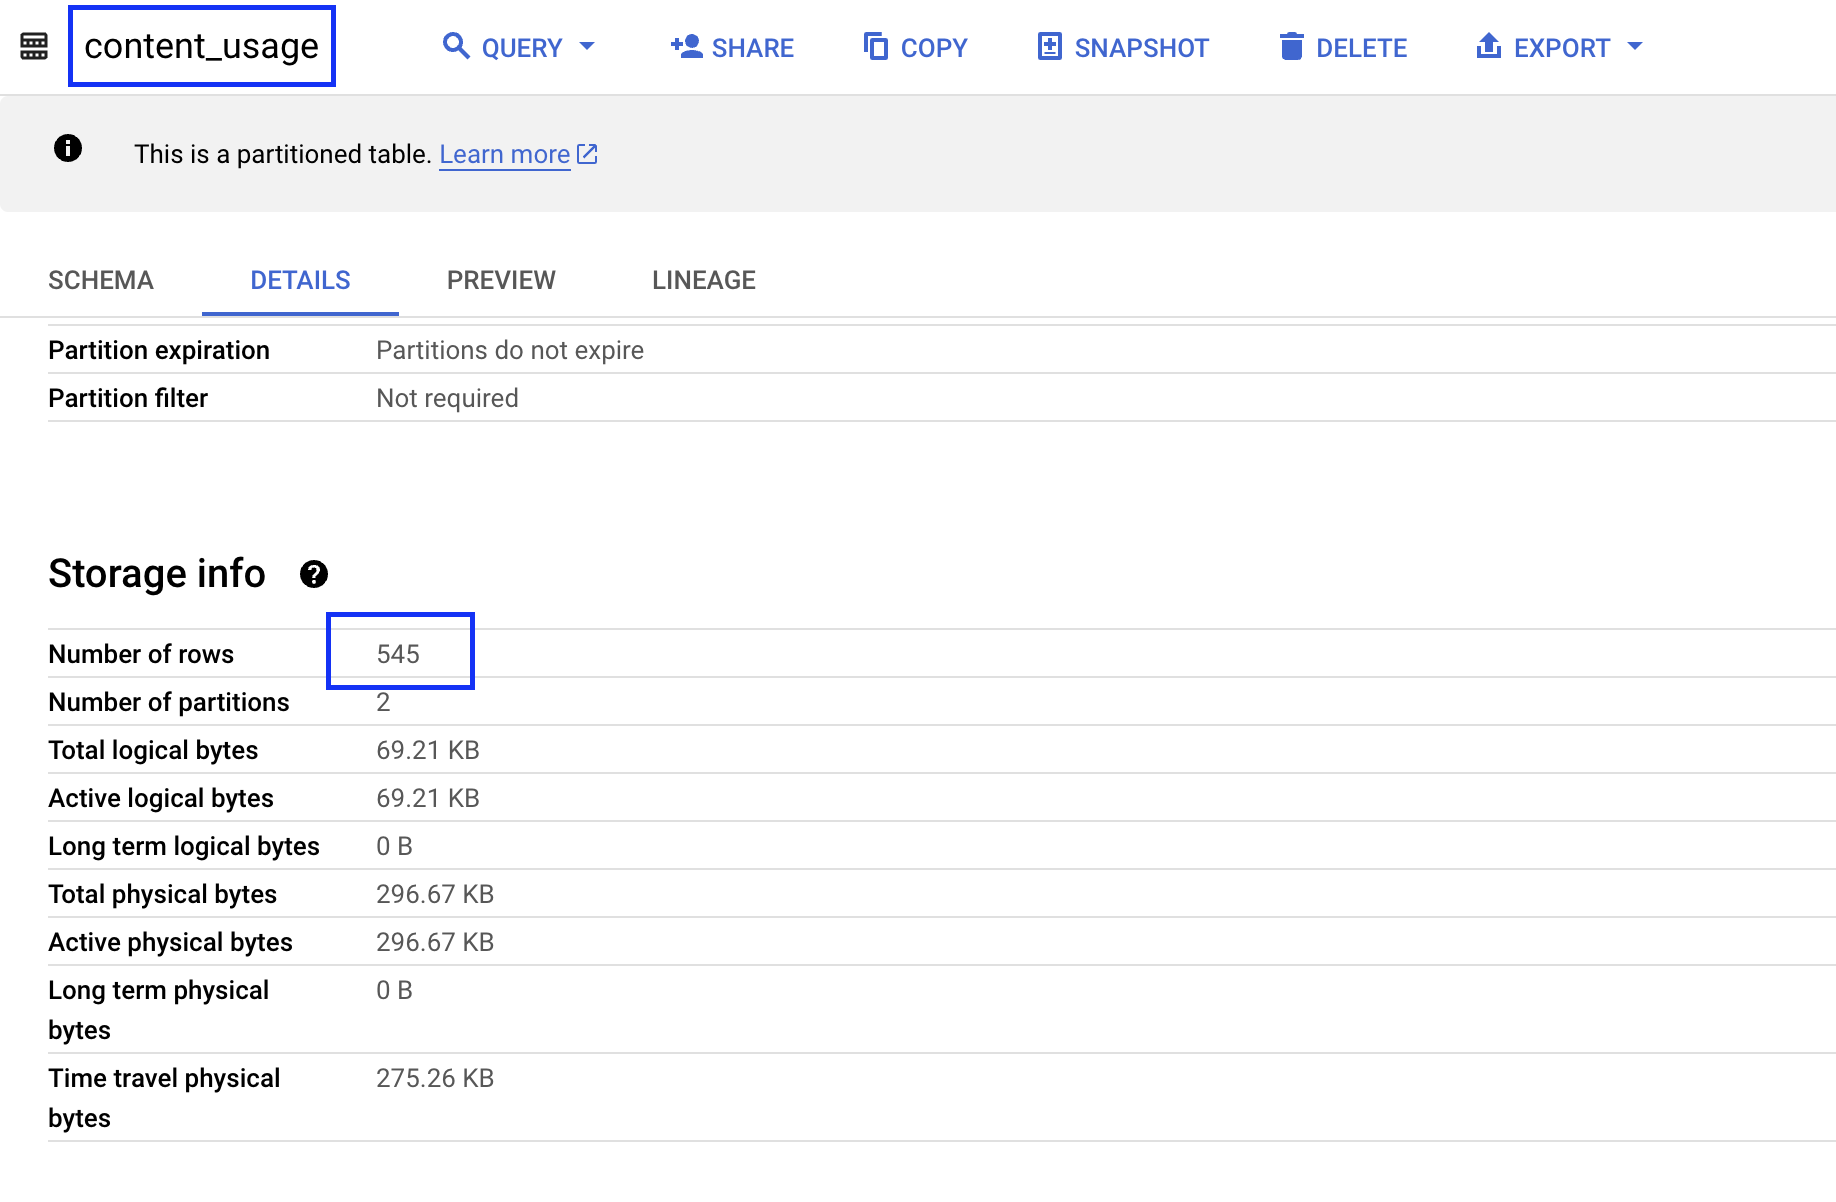 content_usage QUERY SHARE COPY SNAPSHOT DELETE EXPORT
This is a partitioned table. Learn more
SCHEMA DETAILS PREVIEW LINEAGE
Partition expiration Partitions do not expire
Partition filter Not required
Storage info
Number of rows 545
Number of partitions 2
Total logical bytes 69.21 KB
Active logical bytes 69.21 KB
Long term logical bytes 0 B
Total physical bytes 296.67 KB
Active physical bytes 296.67 KB
Long term physical 0 B
bytes
Time travel physical 275.26 KB
bytes